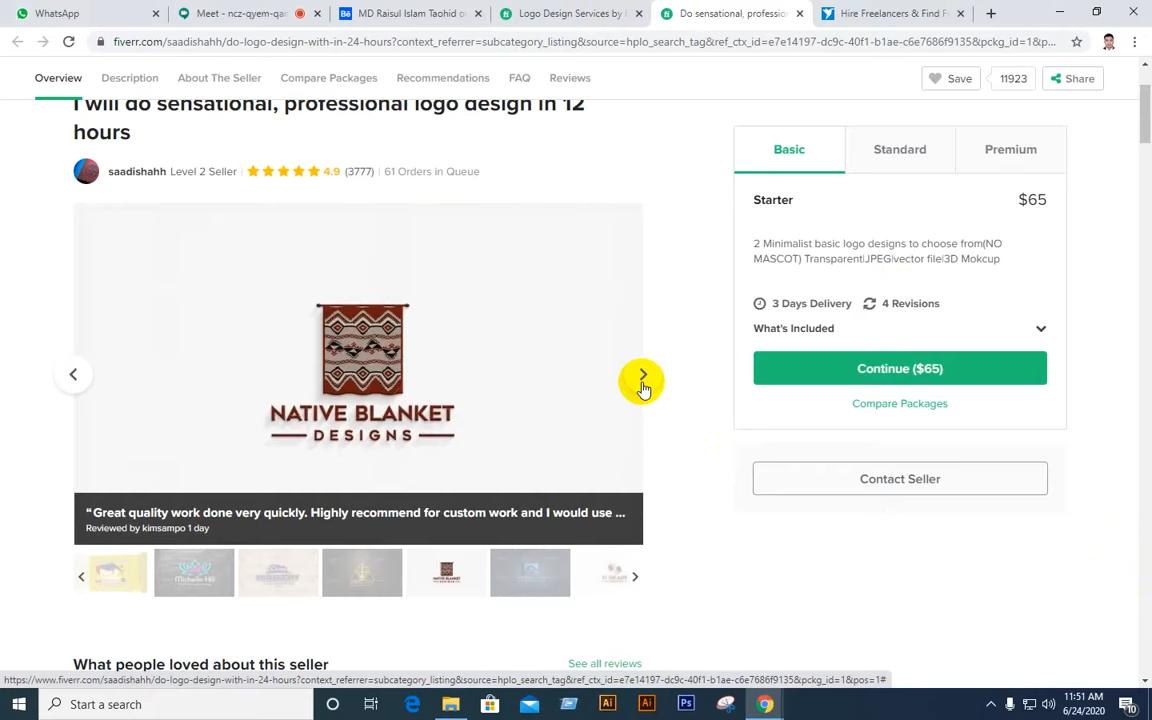 WhatsApp
Meet - ncz-qyem-qar
MD Raisul Islam Taohid o
Logo Design Services by
Do sensational, professio
Hire Freelancers & Find F
fiverr.com/saadishahh/do-logo-design-with-in-24-hours?context_referrer=subcategory_listing&source=hplo_search_tag&ref_ctx_id=e7e14197-dc9c-40f1-b1ae-c6e7686f9135&pckg_id=1&p...
Overview
Description
About The Seller
Compare Packages
Recommendations
FAQ
Reviews
Save
11923
Share
I will do sensational, professional logo design in 12
hours
saadishahh Level 2 Seller
4.9 (3777)
61 Orders in Queue
Basic
Standard
Premium
Starter
$65
2 Minimalist basic logo designs to choose from(NO
MASCOT) Transparent|JPEG|vector file|3D Mokcup
3 Days Delivery
4 Revisions
What's Included
Continue ($65)
Compare Packages
Contact Seller
NATIVE BLANKET
DESIGNS
“Great quality work done very quickly. Highly recommend for custom work and I would use ...
Reviewed by kimsampo 1 day
Michelle Hill
What people loved about this seller
See all reviews
https://www.fiverr.com/saadishahh/do-logo-design-with-in-24-hours?context_referrer=subcategory_listing&source=hplo_search_tag&ref_ctx_id=e7e14197-dc9c-40f1-b1ae-c6e7686f9135&pckg_id=1&pos=1#
Start a search
Ai
Ai
Ps
11:51 AM
6/24/2020
10